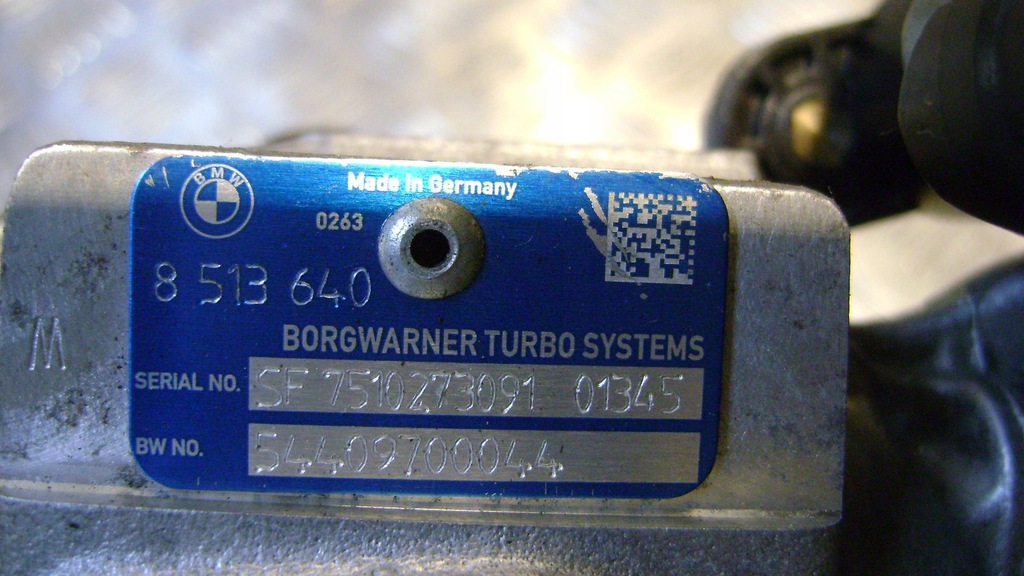 BMW
Made in Germany
0263
8 513 640
BORGWARNER TURBO SYSTEMS
SERIAL NO. SF 7510273091 01345
BW NO. 54409700044
M